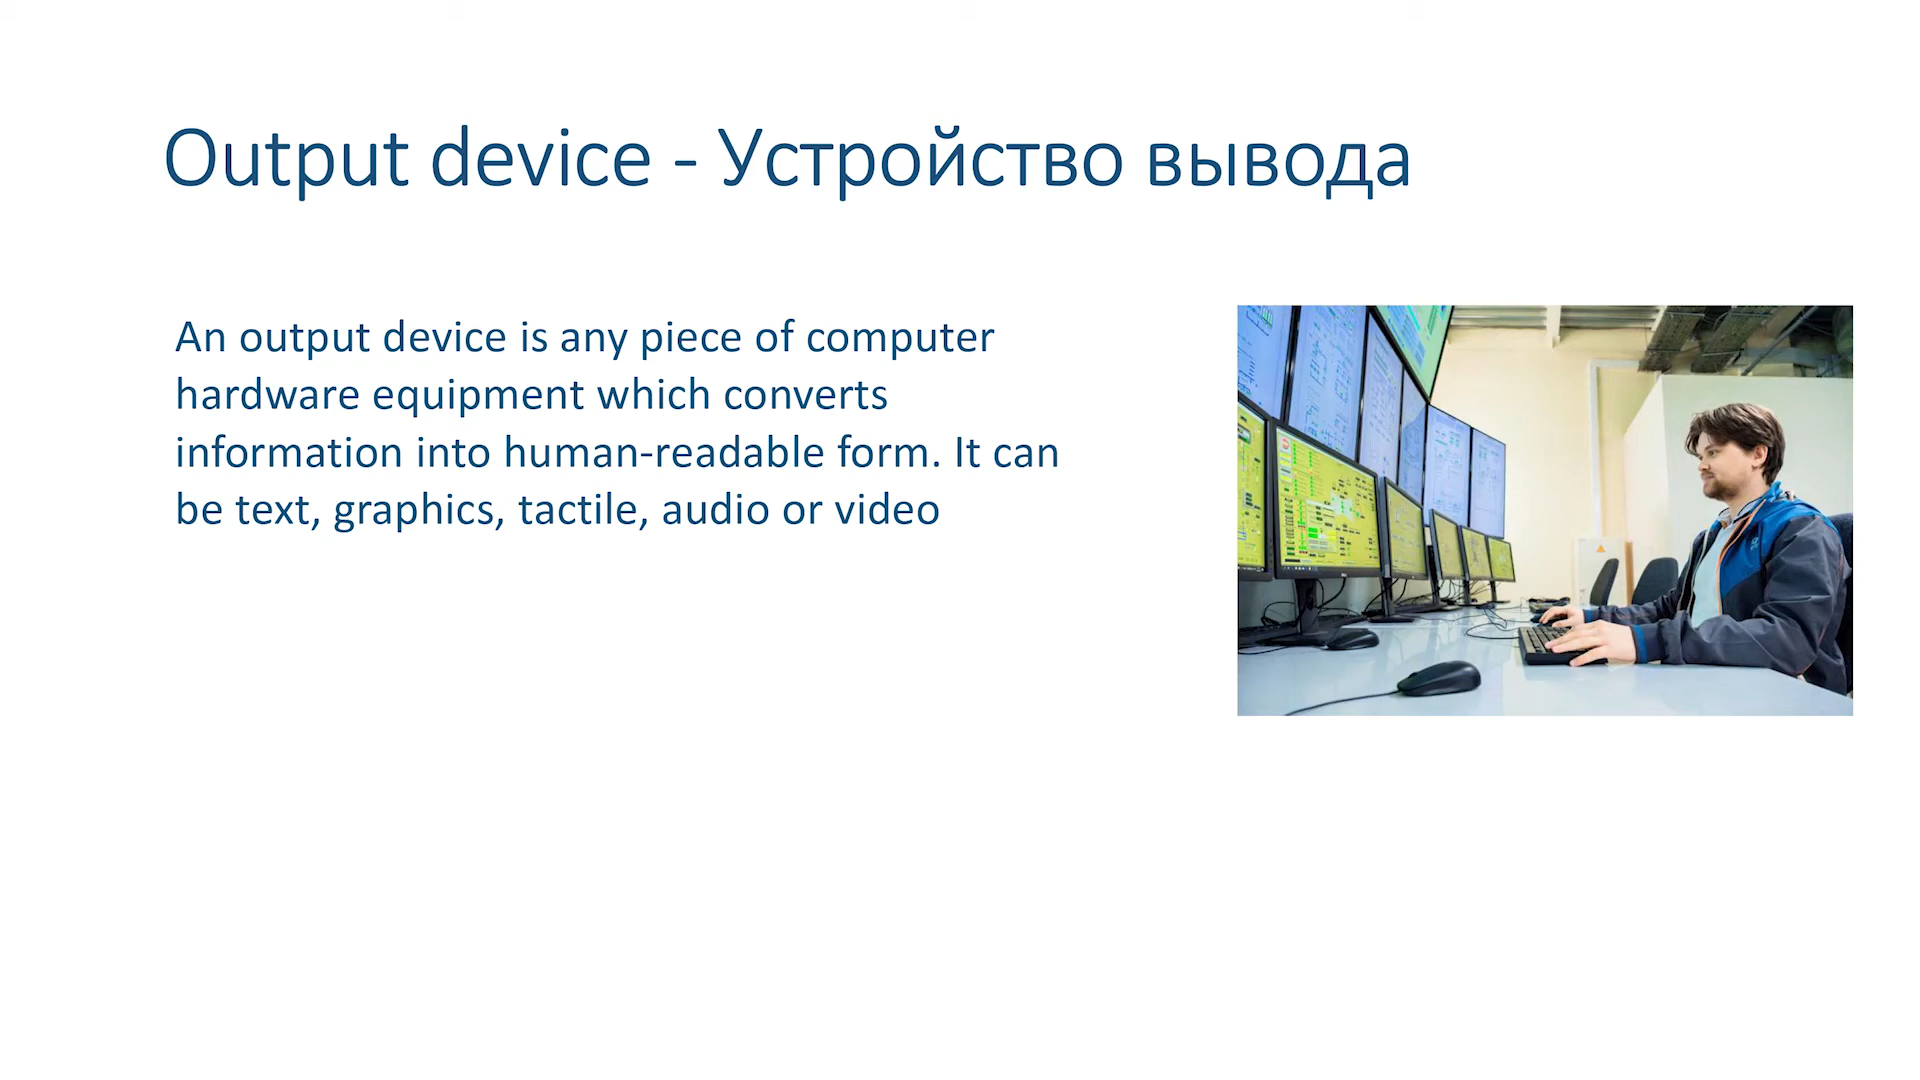 Output device - Устройство вывода
An output device is any piece of computer
hardware equipment which converts
information into human-readable form. It can
be text, graphics, tactile, audio or video